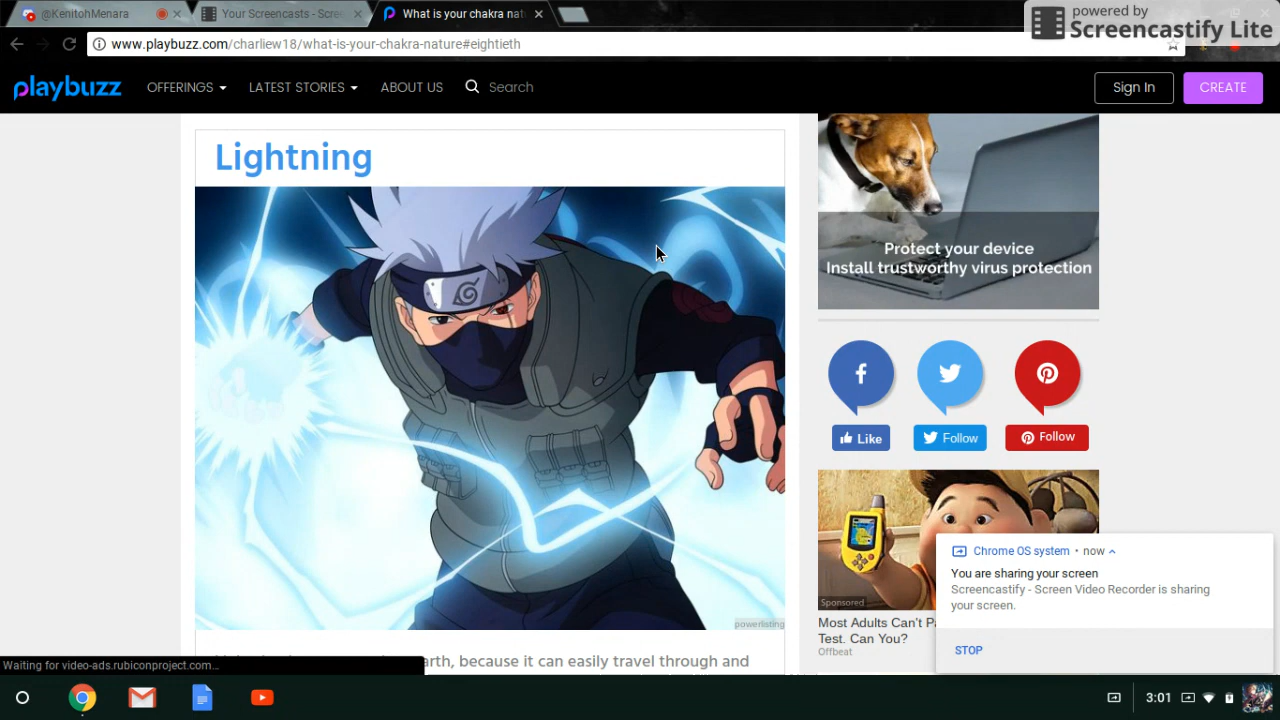 @KenitohMenara
Your Screencasts - Scre
What is your chakra nat
powered by
Screencastify Lite
www.playbuzz.com/charliew18/what-is-your-chakra-nature#eightieth
playbuzz
OFFERINGS
LATEST STORIES
ABOUT US
Search
Sign In
CREATE
Lightning
powerlisting
Protect your device
Install trustworthy virus protection
Like
Follow
Follow
Sponsored
Most Adults Can't P
Test. Can You?
Offbeat
Chrome OS system • now
You are sharing your screen
Screencastify - Screen Video Recorder is sharing
your screen.
STOP
arth, because it can easily travel through and
Waiting for video-ads.rubiconproject.com...
3:01